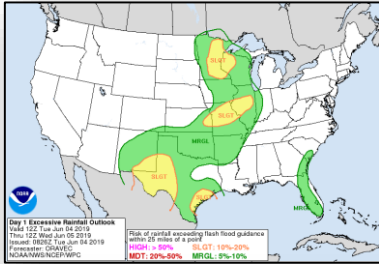 SLGT
SLGT
MRGL
SLGT
SLGT
NOAA
Day 1 Excessive Rainfall Outlook
Valid 12Z Tue Jun 04 2019
Thru 12Z Wed Jun 05 2019
Issued: 0826Z Tue Jun 04 2019
Forecaster: ORAVEC
NOAA/NWS/NCEP/WPC
Risk of rainfall exceeding flash flood guidance
within 25 miles of a point
HIGH: > 50% SLGT: 10%-20%
MDT: 20%-50% MRGL: 5%-10%